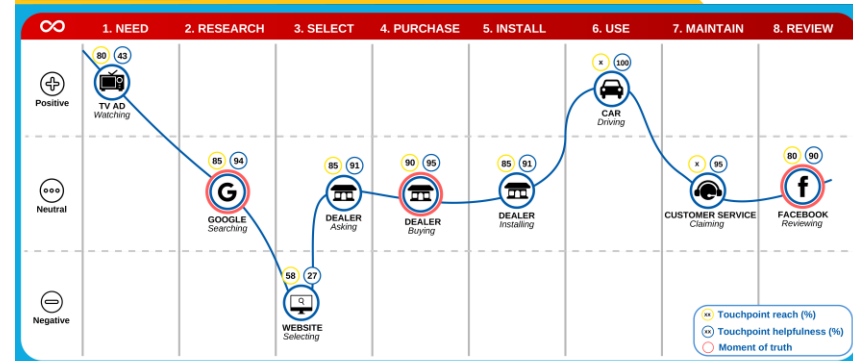 1. NEED
2. RESEARCH
3. SELECT
4. PURCHASE
5. INSTALL
6. USE
7. MAINTAIN
8. REVIEW
Positive
80
43
TV AD
Watching
x
100
CAR
Driving
Neutral
85
94
G
GOOGLE
Searching
85
91
DEALER
Asking
90
95
DEALER
Buying
85
91
DEALER
Installing
x
95
CUSTOMER SERVICE
Claiming
80
90
f
FACEBOOK
Reviewing
Negative
58
27
WEBSITE
Selecting
xx Touchpoint reach (%)
xx Touchpoint helpfulness (%)
Moment of truth